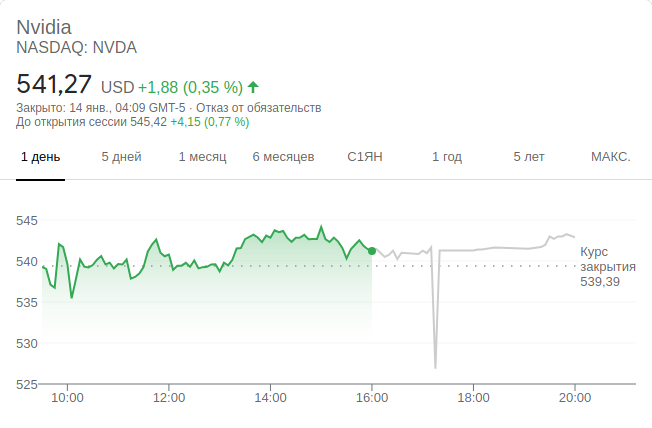 Nvidia
NASDAQ: NVDA
541,27 USD +1,88 (0,35 %)
Закрыто: 14 янв., 04:09 GMT-5 · Отказ от обязательств
До открытия сессии 545,42 +4,15 (0,77 %)
1 день 5 дней 1 месяц 6 месяцев С1ЯН 1 год 5 лет МАКС.
545
540
535
530
525
Курс
закрытия
539,39
10:00 12:00 14:00 16:00 18:00 20:00